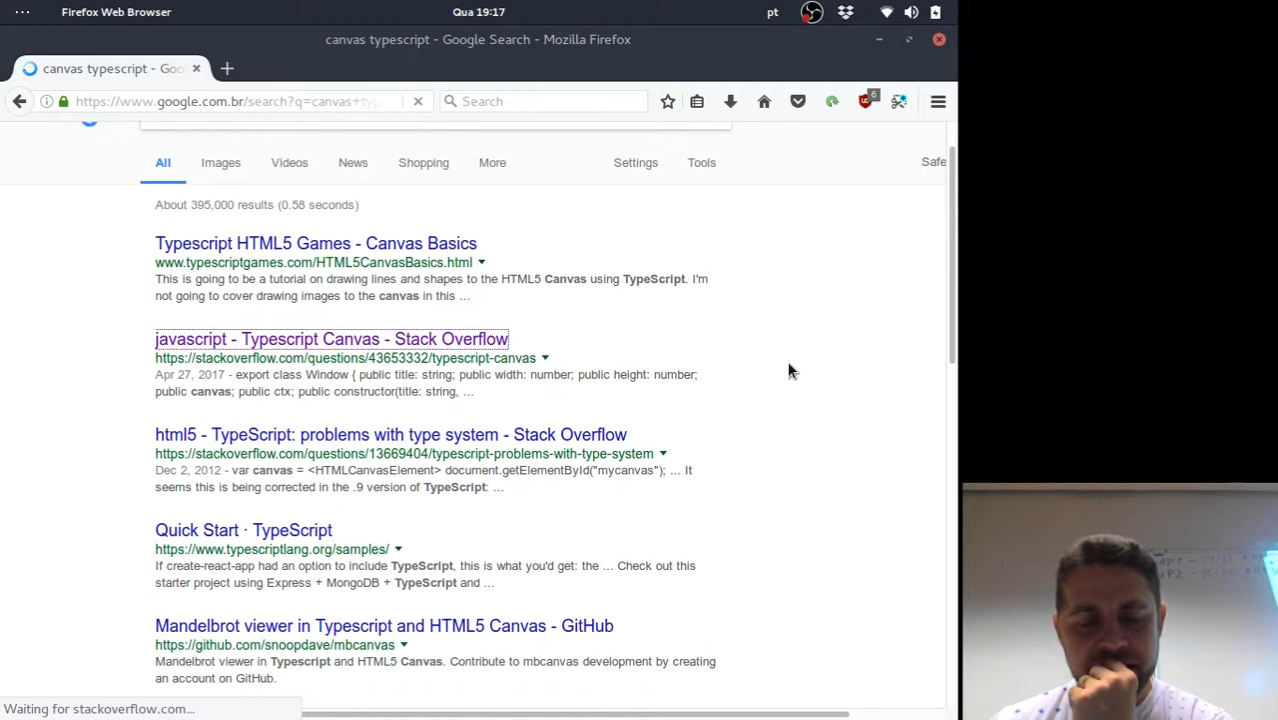 Firefox Web Browser
Qua 19:17
pt
canvas typescript - Google Search - Mozilla Firefox
canvas typescript - Goo
https://www.google.com.br/search?q=canvas+typ
Search
6
All Images Videos News Shopping More Settings Tools Safe
About 395,000 results (0.58 seconds)
Typescript HTML5 Games - Canvas Basics
www.typescriptgames.com/HTML5CanvasBasics.html
This is going to be a tutorial on drawing lines and shapes to the HTML5 Canvas using TypeScript. I'm
not going to cover drawing images to the canvas in this ...
javascript - Typescript Canvas - Stack Overflow
https://stackoverflow.com/questions/43653332/typescript-canvas
Apr 27, 2017 - export class Window { public title: string; public width: number; public height: number;
public canvas; public ctx; public constructor(title: string, ...
html5 - TypeScript: problems with type system - Stack Overflow
https://stackoverflow.com/questions/13669404/typescript-problems-with-type-system
Dec 2, 2012 - var canvas = <HTMLCanvasElement> document.getElementById("mycanvas"); ... It
seems this is being corrected in the .9 version of TypeScript: ...
Quick Start · TypeScript
https://www.typescriptlang.org/samples/
If create-react-app had an option to include TypeScript, this is what you'd get: the ... Check out this
starter project using Express + MongoDB + TypeScript and ...
Mandelbrot viewer in Typescript and HTML5 Canvas - GitHub
https://github.com/snoopdave/mbcanvas
Mandelbrot viewer in Typescript and HTML5 Canvas. Contribute to mbcanvas development by creating
an account on GitHub.
Waiting for stackoverflow.com...